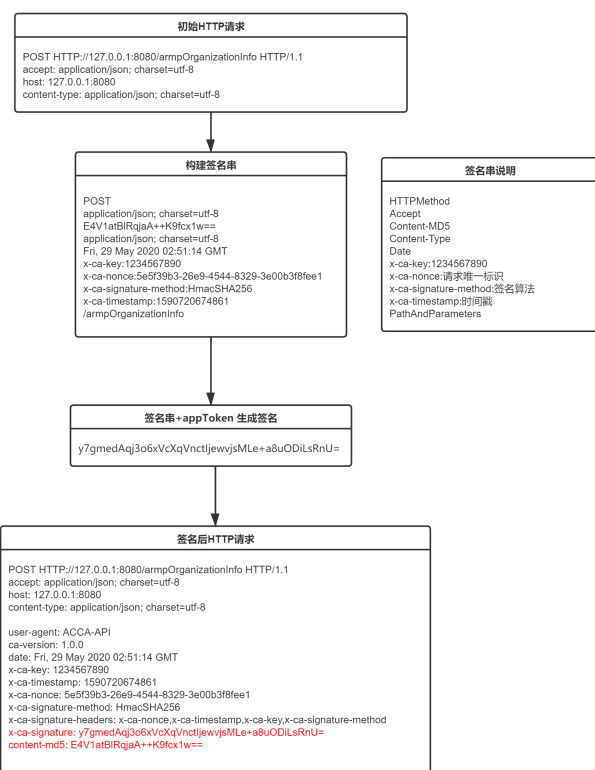 初始HTTP请求
POST HTTP://127.0.0.1:8080/armpOrganizationInfo HTTP/1.1
accept: application/json; charset=utf-8
host: 127.0.0.1:8080
content-type: application/json; charset=utf-8
构建签名串
POST
application/json; charset=utf-8
E4V1atBlRqjaA++K9fcx1w==
application/json; charset=utf-8
Fri, 29 May 2020 02:51:14 GMT
x-ca-key:1234567890
x-ca-nonce:5e5f39b3-26e9-4544-8329-3e00b3f8fee1
x-ca-signature-method:HmacSHA256
x-ca-timestamp:1590720674861
/armpOrganizationInfo
签名串说明
HTTPMethod
Accept
Content-MD5
Content-Type
Date
x-ca-key:1234567890
x-ca-nonce:请求唯一标识
x-ca-signature-method:签名算法
x-ca-timestamp:时间戳
PathAndParameters
签名串+appToken 生成签名
y7gmedAqj3o6xVcXqVnctIjewvjsMLe+a8uODiLsRnU=
签名后HTTP请求
POST HTTP://127.0.0.1:8080/armpOrganizationInfo HTTP/1.1
accept: application/json; charset=utf-8
host: 127.0.0.1:8080
content-type: application/json; charset=utf-8
user-agent: ACCA-API
ca-version: 1.0.0
date: Fri, 29 May 2020 02:51:14 GMT
x-ca-key: 1234567890
x-ca-timestamp: 1590720674861
x-ca-nonce: 5e5f39b3-26e9-4544-8329-3e00b3f8fee1
x-ca-signature-method: HmacSHA256
x-ca-signature-headers: x-ca-nonce,x-ca-timestamp,x-ca-key,x-ca-signature-method
x-ca-signature: y7gmedAqj3o6xVcXqVnctIjewvjsMLe+a8uODiLsRnU=
content-md5: E4V1atBlRqjaA++K9fcx1w==